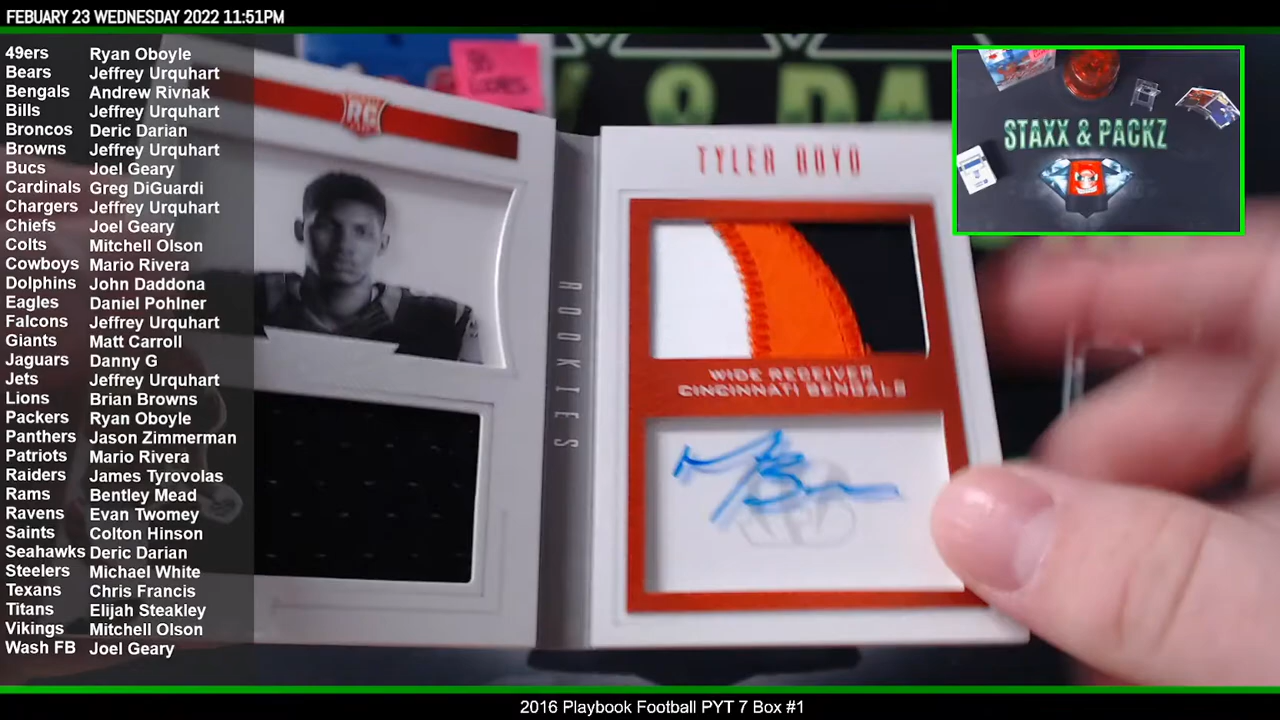 FEBUARY 23 WEDNESDAY 2022 11:51PM
49ers Ryan Oboyle
Bears Jeffrey Urquhart
Bengals Andrew Rivnak
Bills Jeffrey Urquhart
Broncos Deric Darian
Browns Jeffrey Urquhart
Bucs Joel Geary
Cardinals Greg DiGuardi
Chargers Jeffrey Urquhart
Chiefs Joel Geary
Colts Mitchell Olson
Cowboys Mario Rivera
Dolphins John Daddona
Eagles Daniel Pohlner
Falcons Jeffrey Urquhart
Giants Matt Carroll
Jaguars Danny G
Jets Jeffrey Urquhart
Lions Brian Browns
Packers Ryan Oboyle
Panthers Jason Zimmerman
Patriots Mario Rivera
Raiders James Tyrovolas
Rams Bentley Mead
Ravens Evan Twomey
Saints Colton Hinson
Seahawks Deric Darian
Steelers Michael White
Texans Chris Francis
Titans Elijah Steakley
Vikings Mitchell Olson
Wash FB Joel Geary
RC
ROOKIES
TYLER BOYD
WIDE RECEIVER
CINCINNATI BENGALS
STAXX & PACKZ
2016 Playbook Football PYT 7 Box #1